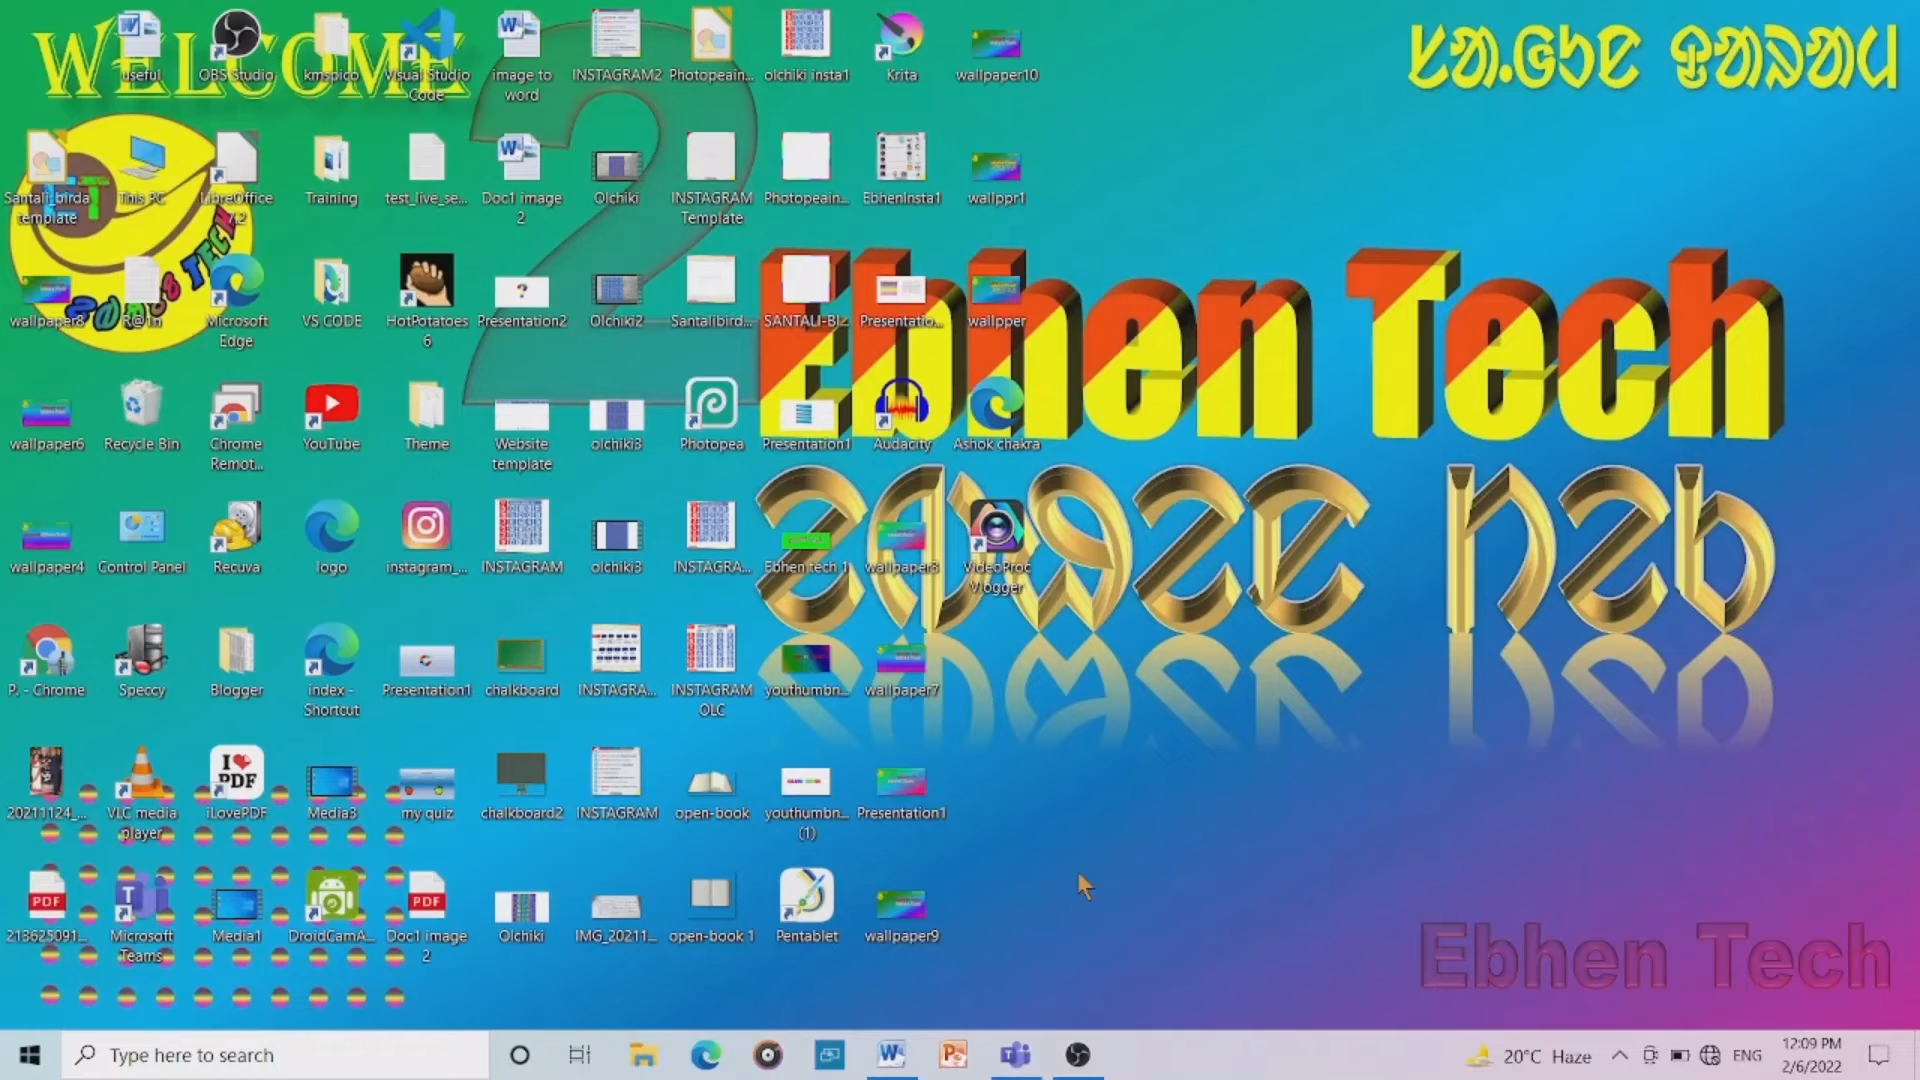 WELCOME
useful
OBS Studio
kmspico
Visual Studio
Code
image to
word
INSTAGRAM2
Photopeain...
olchiki insta1
Krita
wallpaper10
Santali_birda
template
This PC
LibreOffice
7.2
Training
test_live_se...
Doc1 image
2
Olchiki
INSTAGRAM
Template
Photopeain...
EbhenInsta1
wallppr1
wallpaper8
R@1n
Microsoft
Edge
VS CODE
HotPotatoes
6
Presentation2
Olchiki2
Santalibird...
SANTALI-BI...
Presentatio...
wallpper
Ebhen Tech
wallpaper6
Recycle Bin
Chrome
Remot...
YouTube
Theme
Website
template
olchiki3
Photopea
Presentation1
Audacity
Ashok chakra
wallpaper4
Control Panel
Recuva
logo
instagram_...
INSTAGRAM
olchiki3
INSTAGRA...
Ebhen tech 1
wallpaper3
VideoProc
Vlogger
P. - Chrome
Speccy
Blogger
index -
Shortcut
Presentation1
chalkboard
INSTAGRA...
INSTAGRAM
OLC
youthumbn...
wallpaper7
20211124_...
VLC media
player
I
PDF
iLovePDF
Media3
my quiz
chalkboard2
INSTAGRAM
open-book
youthumbn...
(1)
Presentation1
PDF
213625091...
Microsoft
Teams
Media1
DroidCamA...
PDF
Doc1 image
2
Olchiki
IMG_20211...
open-book 1
Pentablet
wallpaper9
Ebhen Tech
Type here to search
20°C Haze
ENG
12:09 PM
2/6/2022